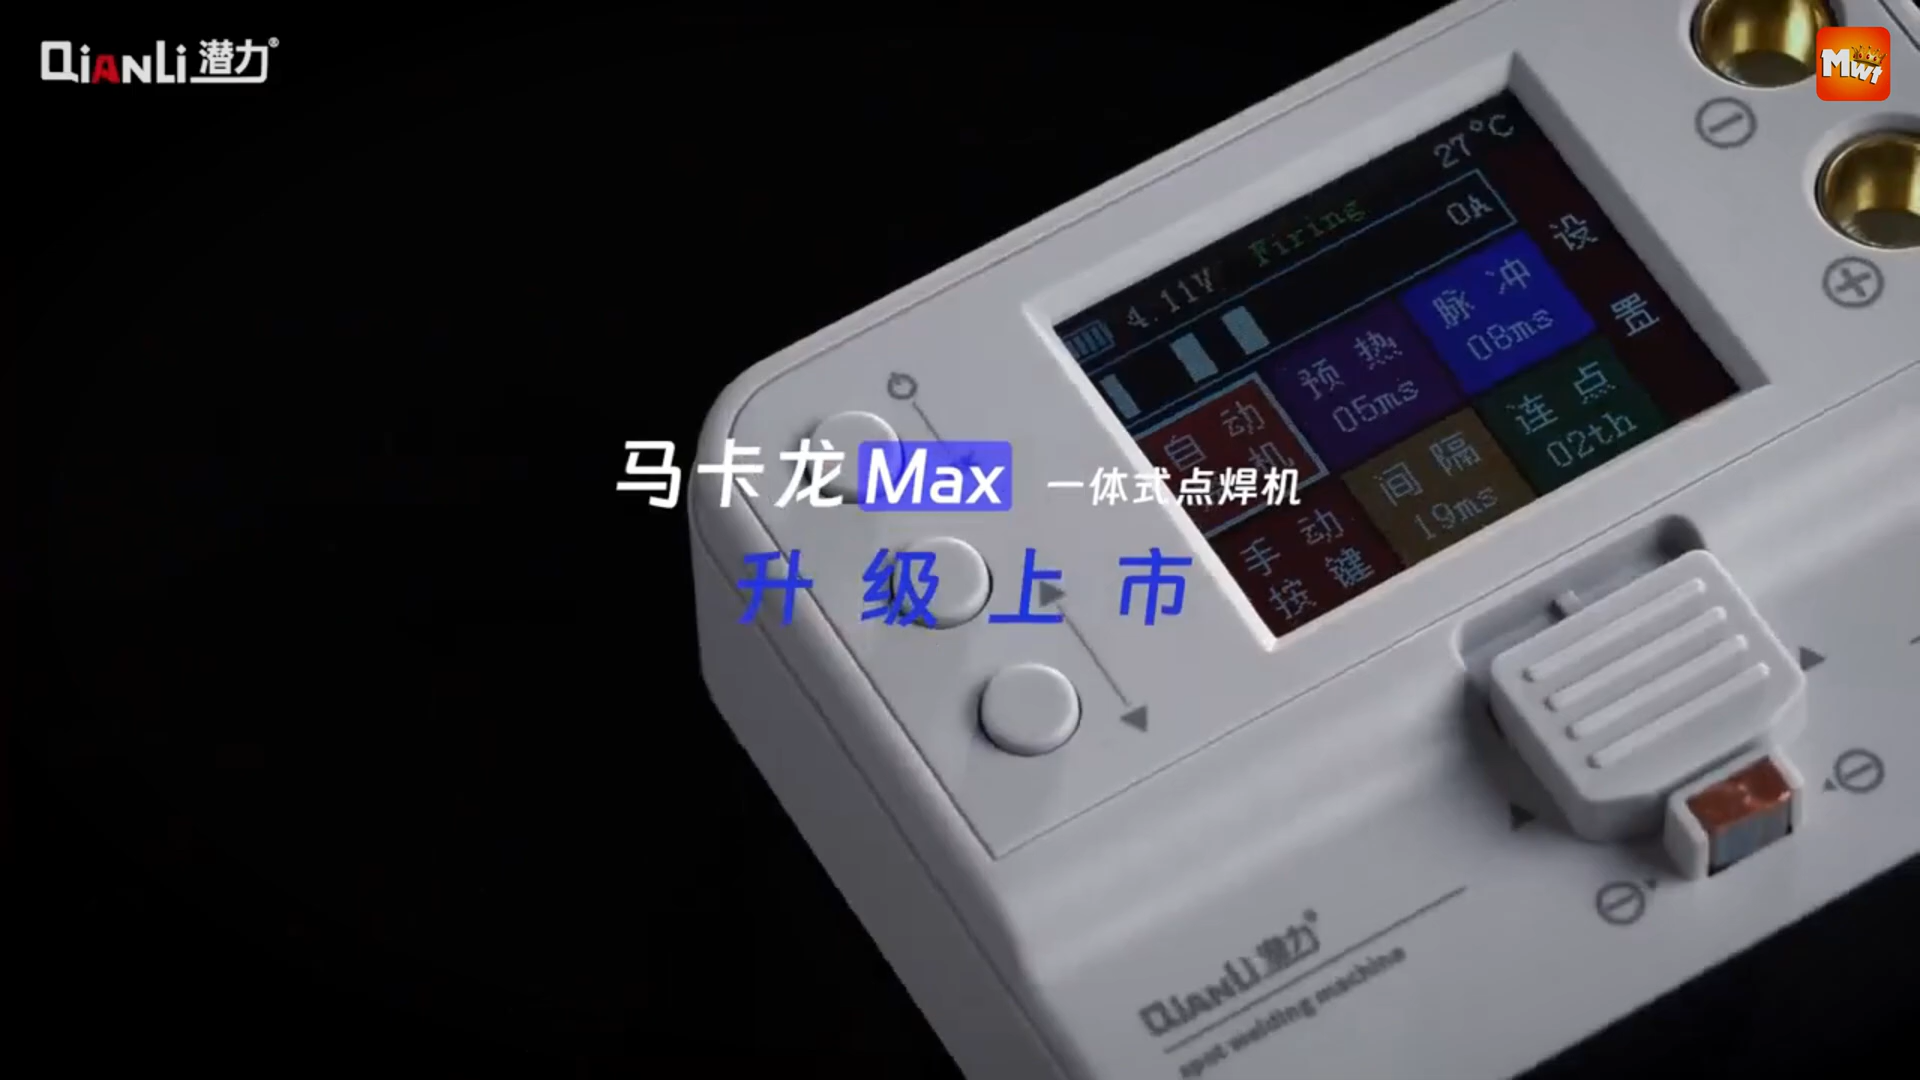 QiANLi潜力®
Mwt
27°C
4.11V Firing 0A
设置
脉冲
08ms
预热
05ms
自动
机
连点
02th
间隔
19ms
手动
按键
马卡龙Max 一体式点焊机
升级上市
QiANLi潜力®
spot welding machine